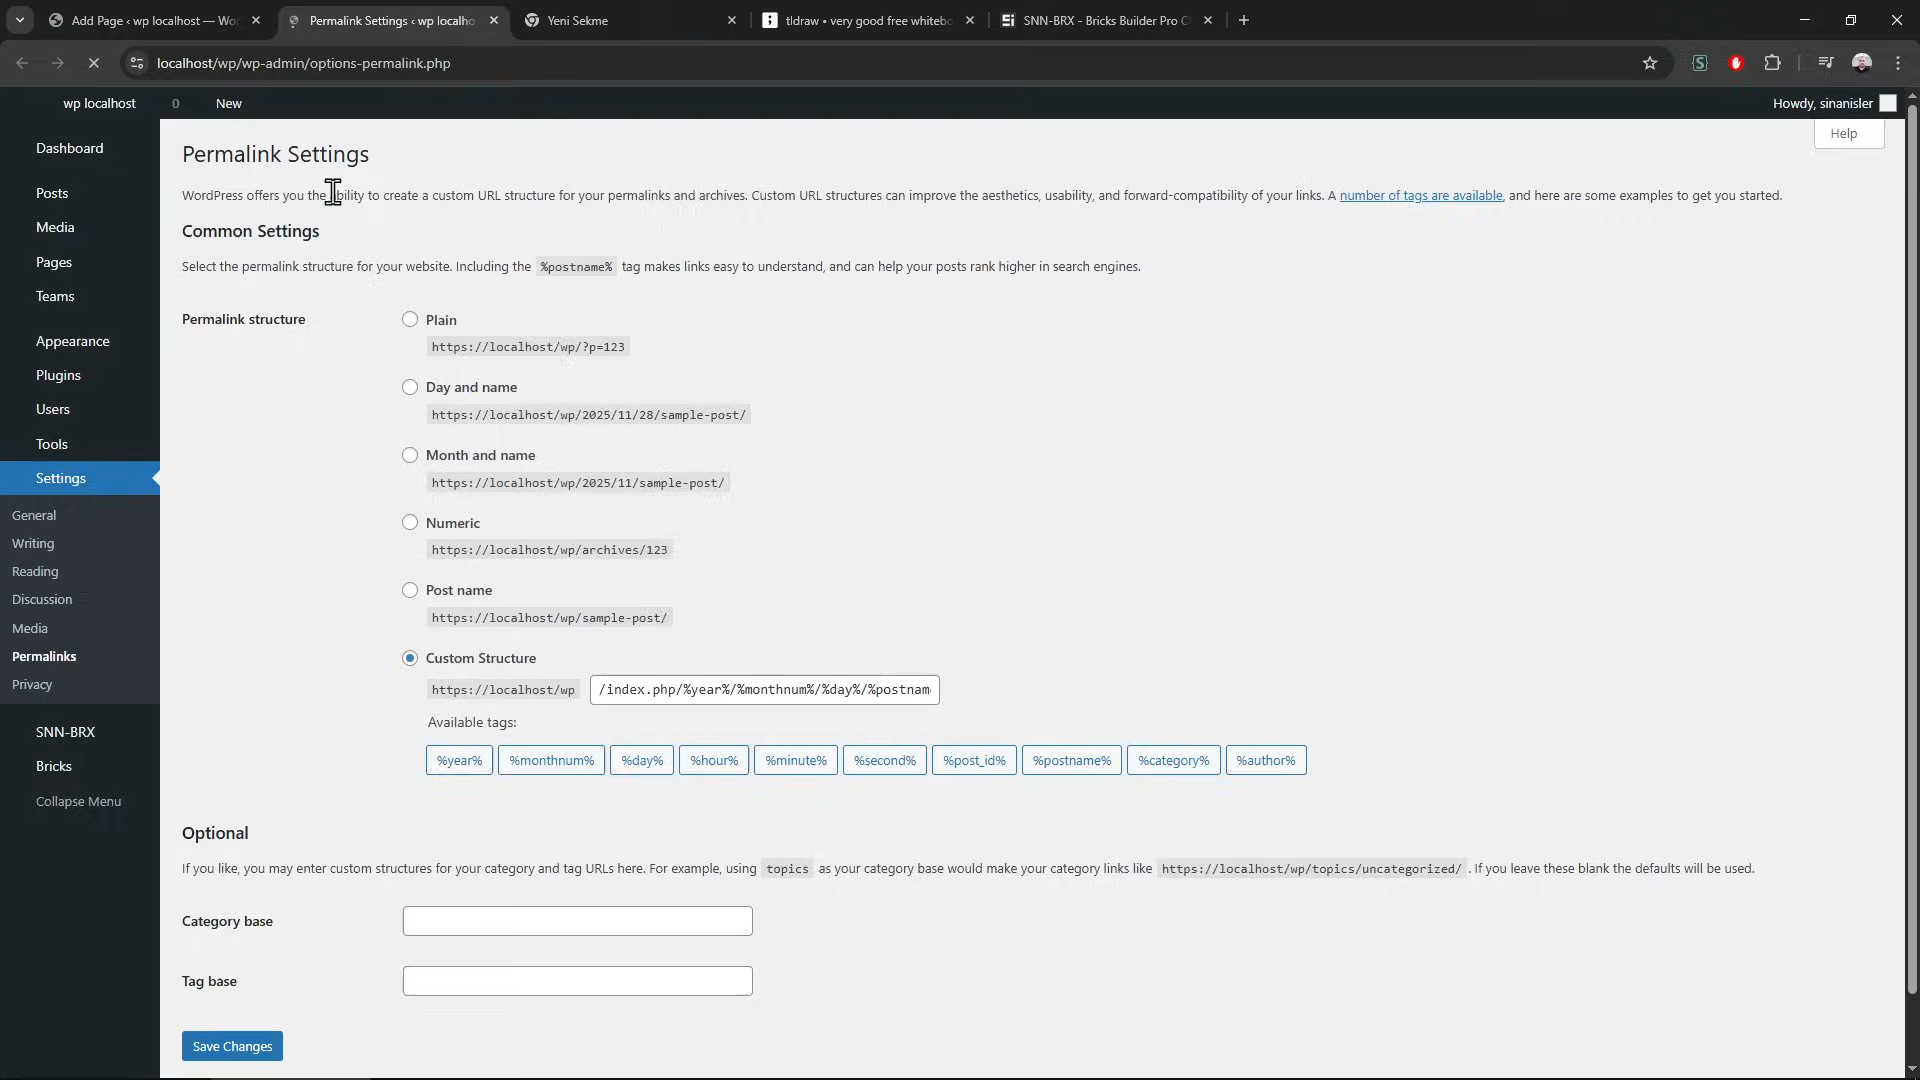 Add Page ‹ wp localhost — Wo
Permalink Settings ‹ wp localho
Yeni Sekme
tldraw • very good free whitebo
SNN-BRX - Bricks Builder Pro C
localhost/wp/wp-admin/options-permalink.php
wp localhost
0
New
Howdy, sinanisler
Help
Dashboard
Posts
Media
Pages
Teams
Appearance
Plugins
Users
Tools
Settings
General
Writing
Reading
Discussion
Media
Permalinks
Privacy
SNN-BRX
Bricks
Collapse Menu
Permalink Settings
WordPress offers you the ability to create a custom URL structure for your permalinks and archives. Custom URL structures can improve the aesthetics, usability, and forward-compatibility of your links. A number of tags are available, and here are some examples to get you started.
Common Settings
Select the permalink structure for your website. Including the %postname% tag makes links easy to understand, and can help your posts rank higher in search engines.
Permalink structure
Plain
https://localhost/wp/?p=123
Day and name
https://localhost/wp/2025/11/28/sample-post/
Month and name
https://localhost/wp/2025/11/sample-post/
Numeric
https://localhost/wp/archives/123
Post name
https://localhost/wp/sample-post/
Custom Structure
https://localhost/wp /index.php/%year%/%monthnum%/%day%/%postnam
Available tags:
%year% %monthnum% %day% %hour% %minute% %second% %post_id% %postname% %category% %author%
Optional
If you like, you may enter custom structures for your category and tag URLs here. For example, using topics as your category base would make your category links like https://localhost/wp/topics/uncategorized/ . If you leave these blank the defaults will be used.
Category base
Tag base
Save Changes